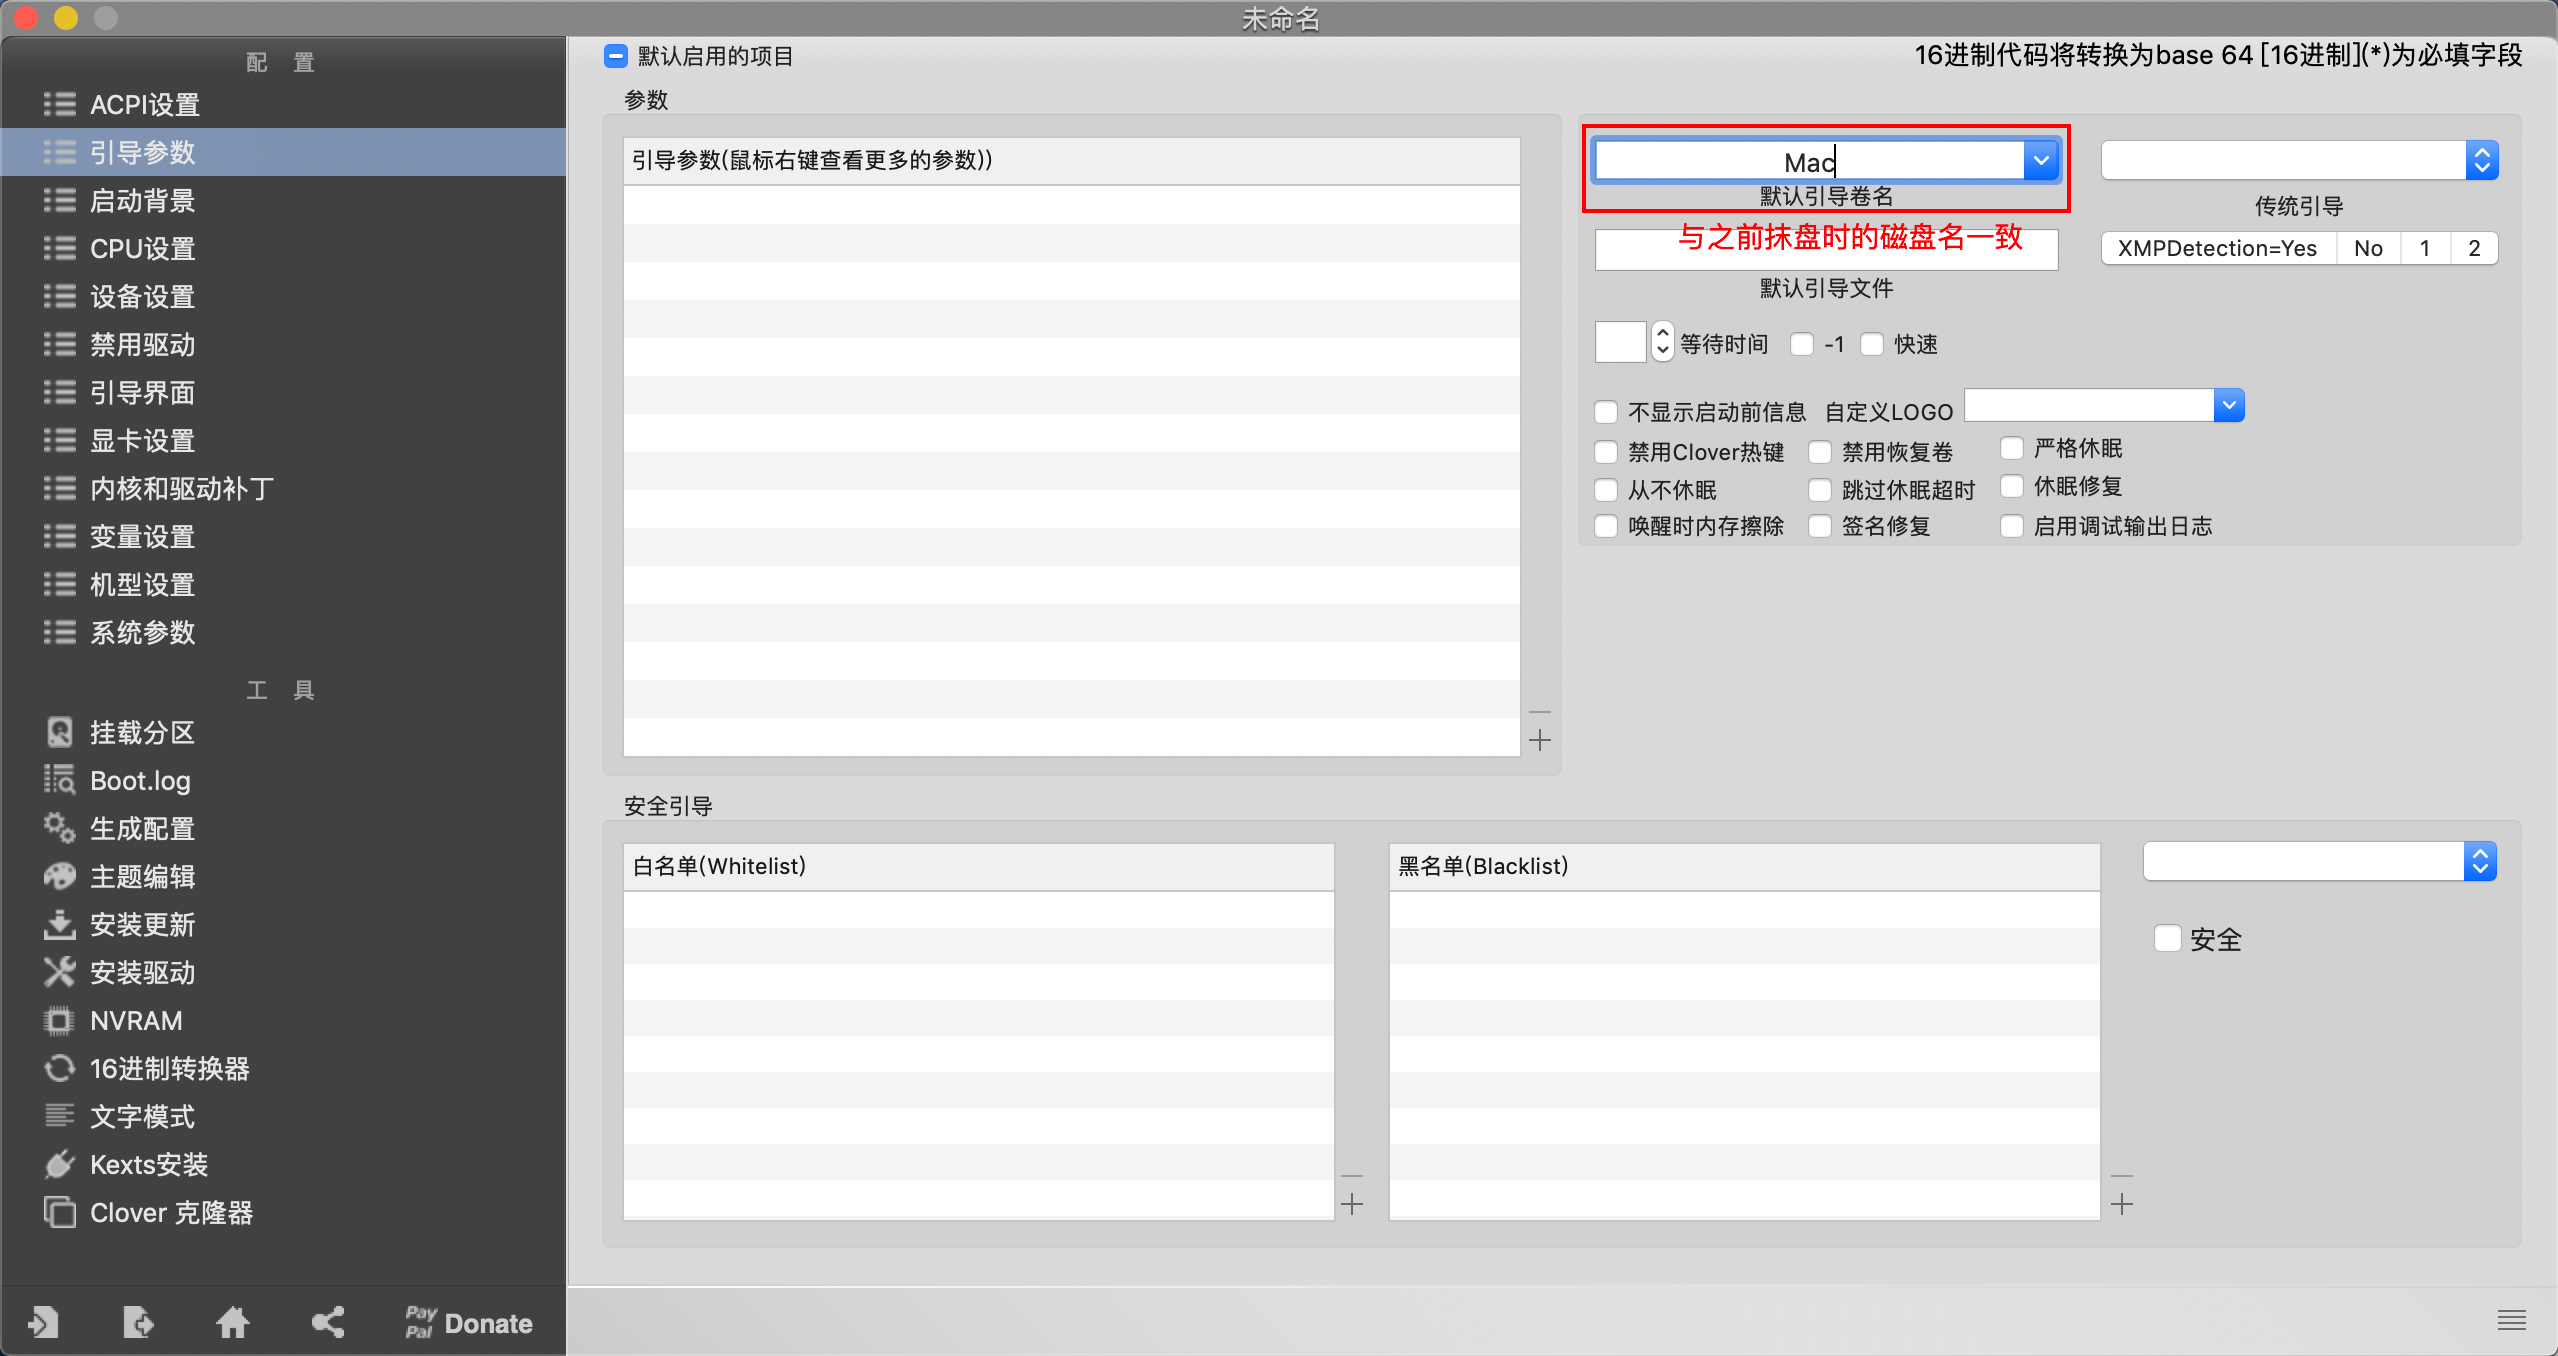 未命名
配 置
ACPI设置
引导参数
启动背景
CPU设置
设备设置
禁用驱动
引导界面
显卡设置
内核和驱动补丁
变量设置
机型设置
系统参数
工 具
挂载分区
Boot.log
生成配置
主题编辑
安装更新
安装驱动
NVRAM
16进制转换器
文字模式
Kexts安装
Clover 克隆器
Pay Pal Donate
默认启用的项目
16进制代码将转换为base 64 [16进制](*)为必填字段
参数
引导参数(鼠标右键查看更多的参数))
Mac
默认引导卷名
与之前抹盘时的磁盘名一致
默认引导文件
传统引导
XMPDetection=Yes No 1 2
等待时间 -1 快速
不显示启动前信息 自定义LOGO
禁用Clover热键 禁用恢复卷 严格休眠
从不休眠 跳过休眠超时 休眠修复
唤醒时内存擦除 签名修复 启用调试输出日志
安全引导
白名单(Whitelist)
黑名单(Blacklist)
安全